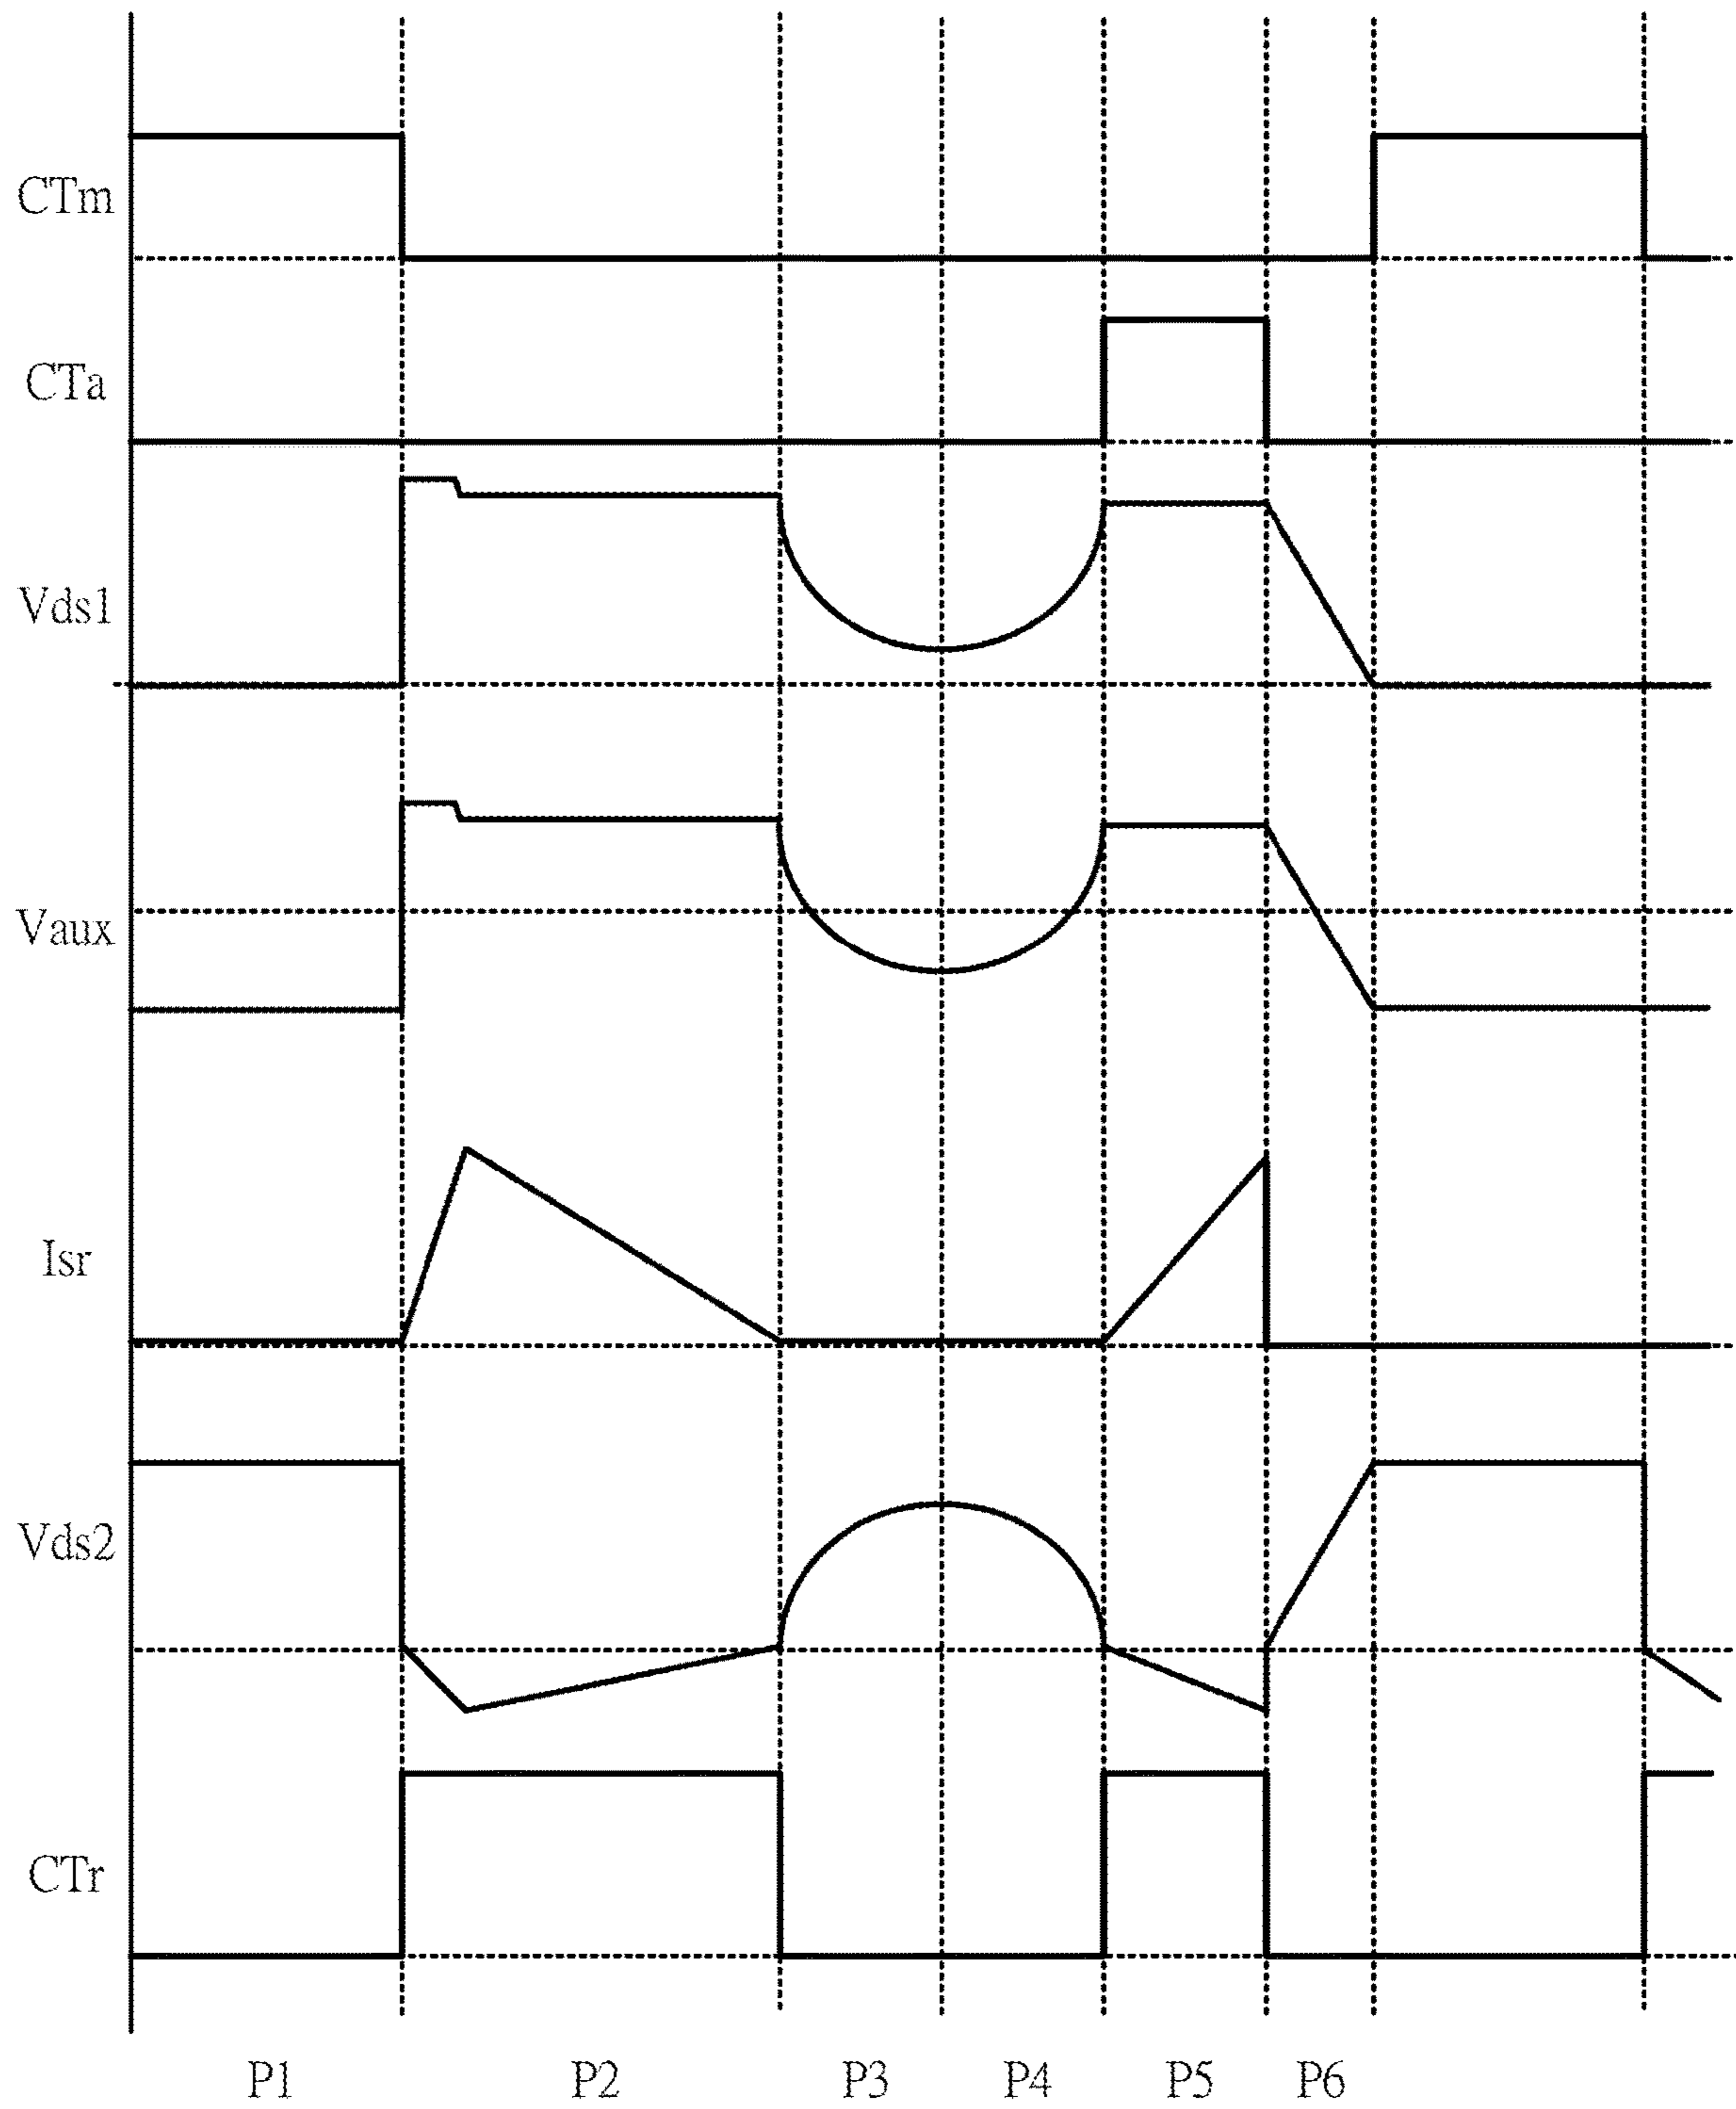 CTm
CTa
Vds1
Vaux
Isr
Vds2
CTr
P1 P2 P3 P4 P5 P6